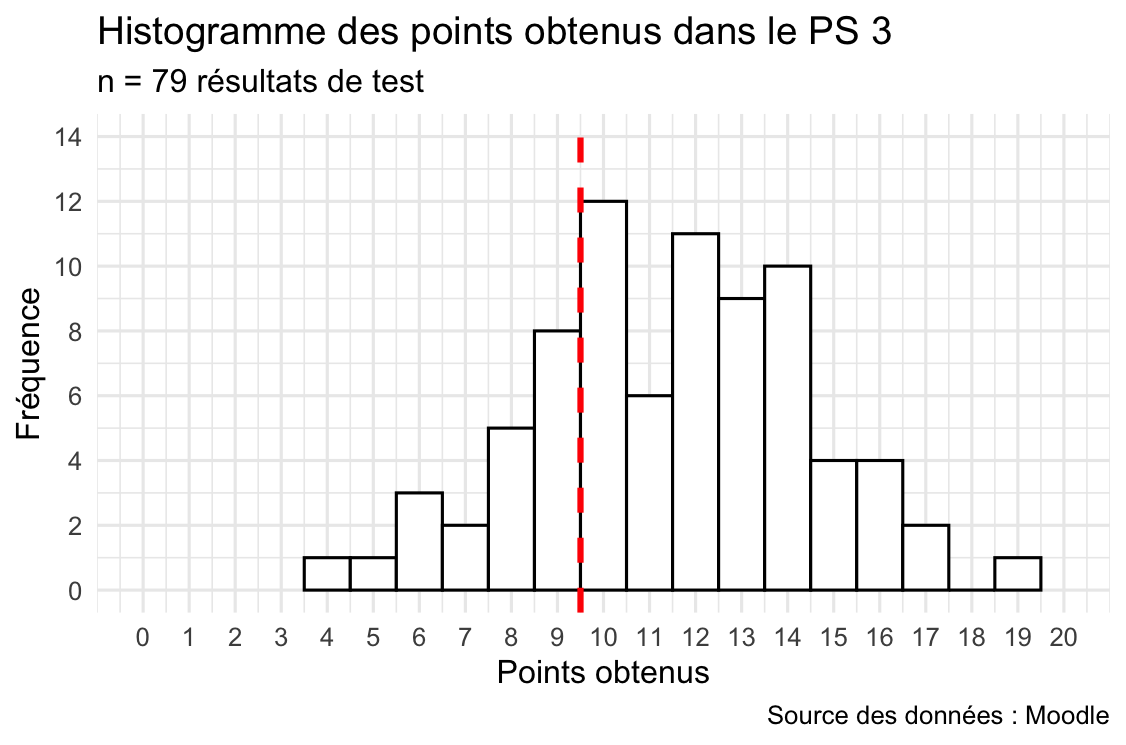 Histogramme des points obtenus dans le PS 3
n = 79 résultats de test
14
12
10
8
6
4
2
0
Fréquence
0 1 2 3 4 5 6 7 8 9 10 11 12 13 14 15 16 17 18 19 20
Points obtenus
Source des données : Moodle